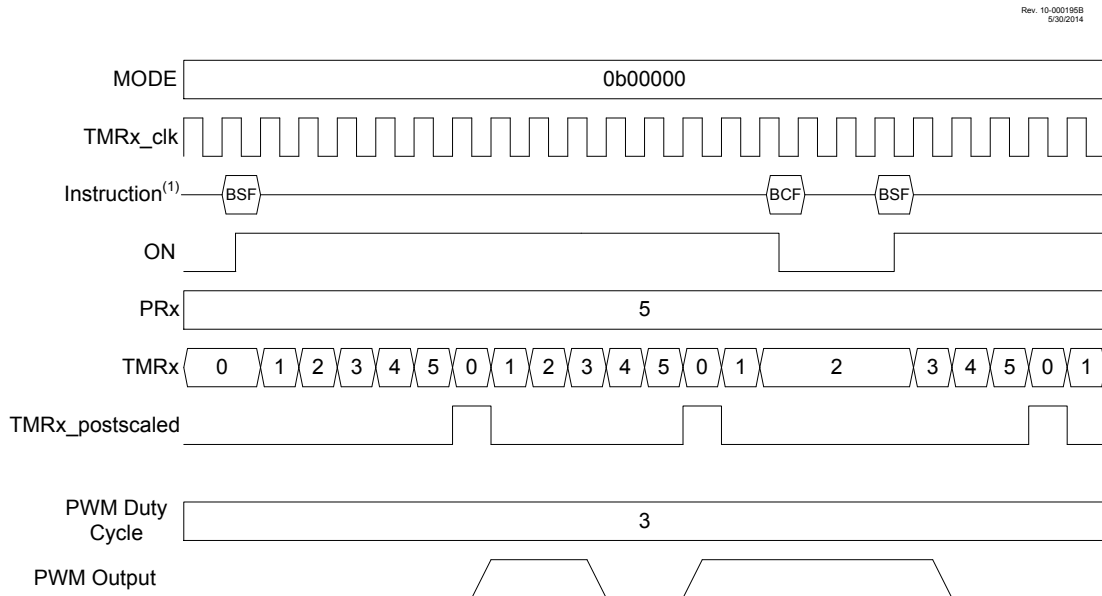 Rev. 10-000195B
5/30/2014
MODE 0b00000
TMRx_clk
Instruction(1) BSF BCF BSF
ON
PRx 5
TMRx 0 1 2 3 4 5 0 1 2 3 4 5 0 1 2 3 4 5 0 1
TMRx_postscaled
PWM Duty
Cycle 3
PWM Output